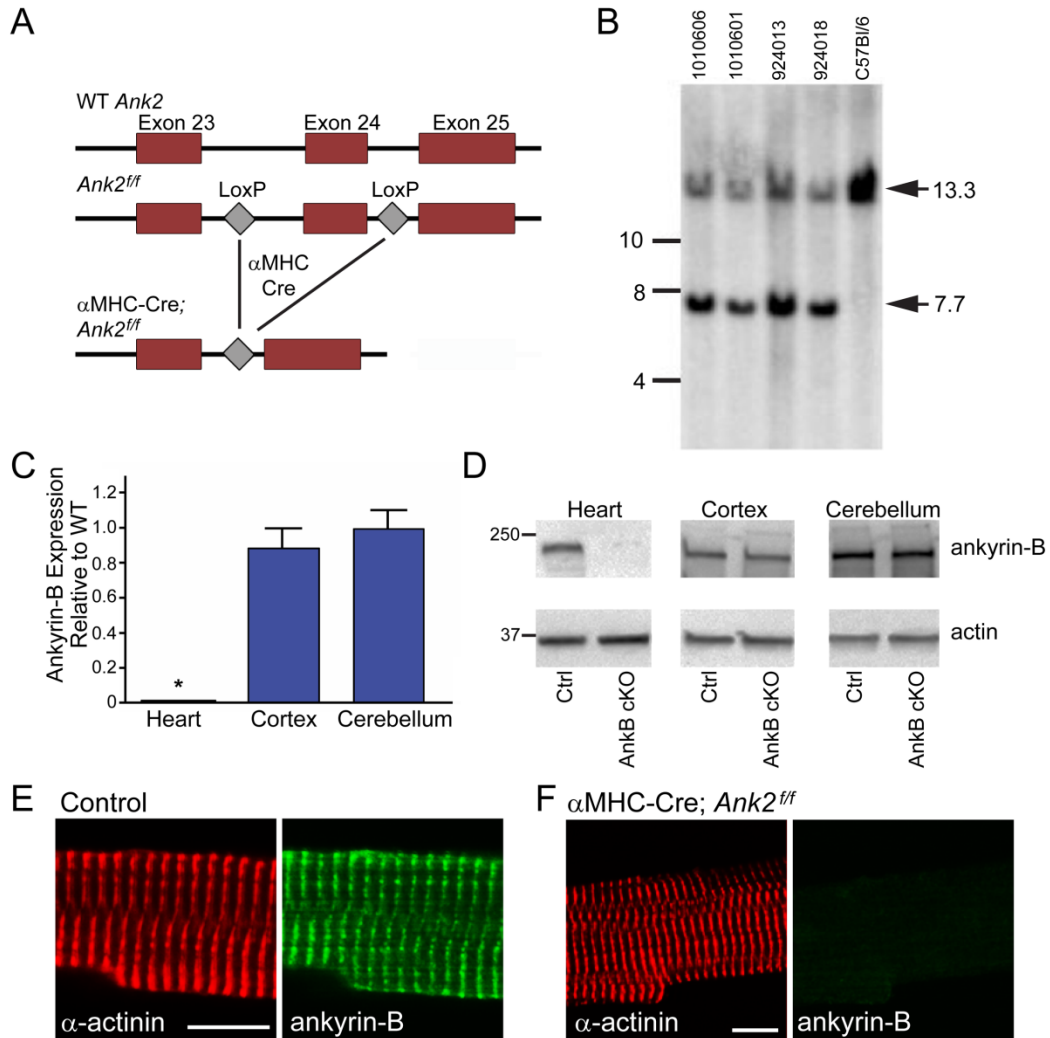 A
WT Ank2
Exon 23 Exon 24 Exon 25
Ank2f/f
LoxP LoxP
αMHC
Cre
αMHC-Cre;
Ank2f/f
B
1010606
1010601
924013
924018
C57Bl/6
13.3
10
8
7.7
4
C
Ankyrin-B Expression
Relative to WT
1.2
1.0
0.8
0.6
0.4
0.2
0
*
Heart Cortex Cerebellum
D
Heart Cortex Cerebellum
250
ankyrin-B
37
actin
Ctrl
AnkB cKO
Ctrl
AnkB cKO
Ctrl
AnkB cKO
E Control
α-actinin ankyrin-B
F αMHC-Cre; Ank2 f/f
α-actinin ankyrin-B